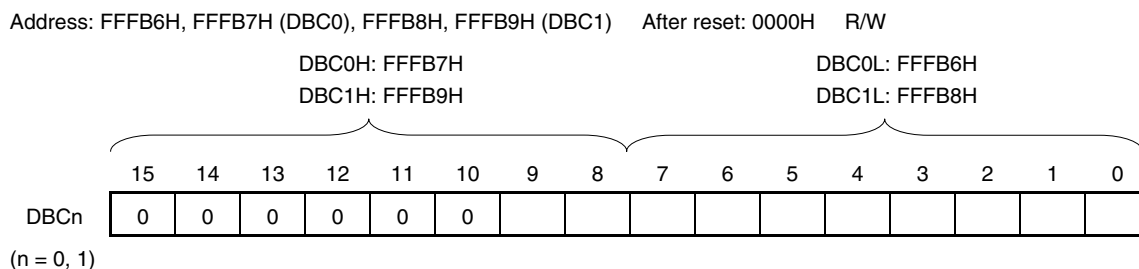 Address: FFFB6H, FFFB7H (DBC0), FFFB8H, FFFB9H (DBC1) After reset: 0000H R/W
DBC0H: FFFB7H DBC0L: FFFB6H
DBC1H: FFFB9H DBC1L: FFFB8H
15 14 13 12 11 10 9 8 7 6 5 4 3 2 1 0
DBCn 0 0 0 0 0 0
(n = 0, 1)